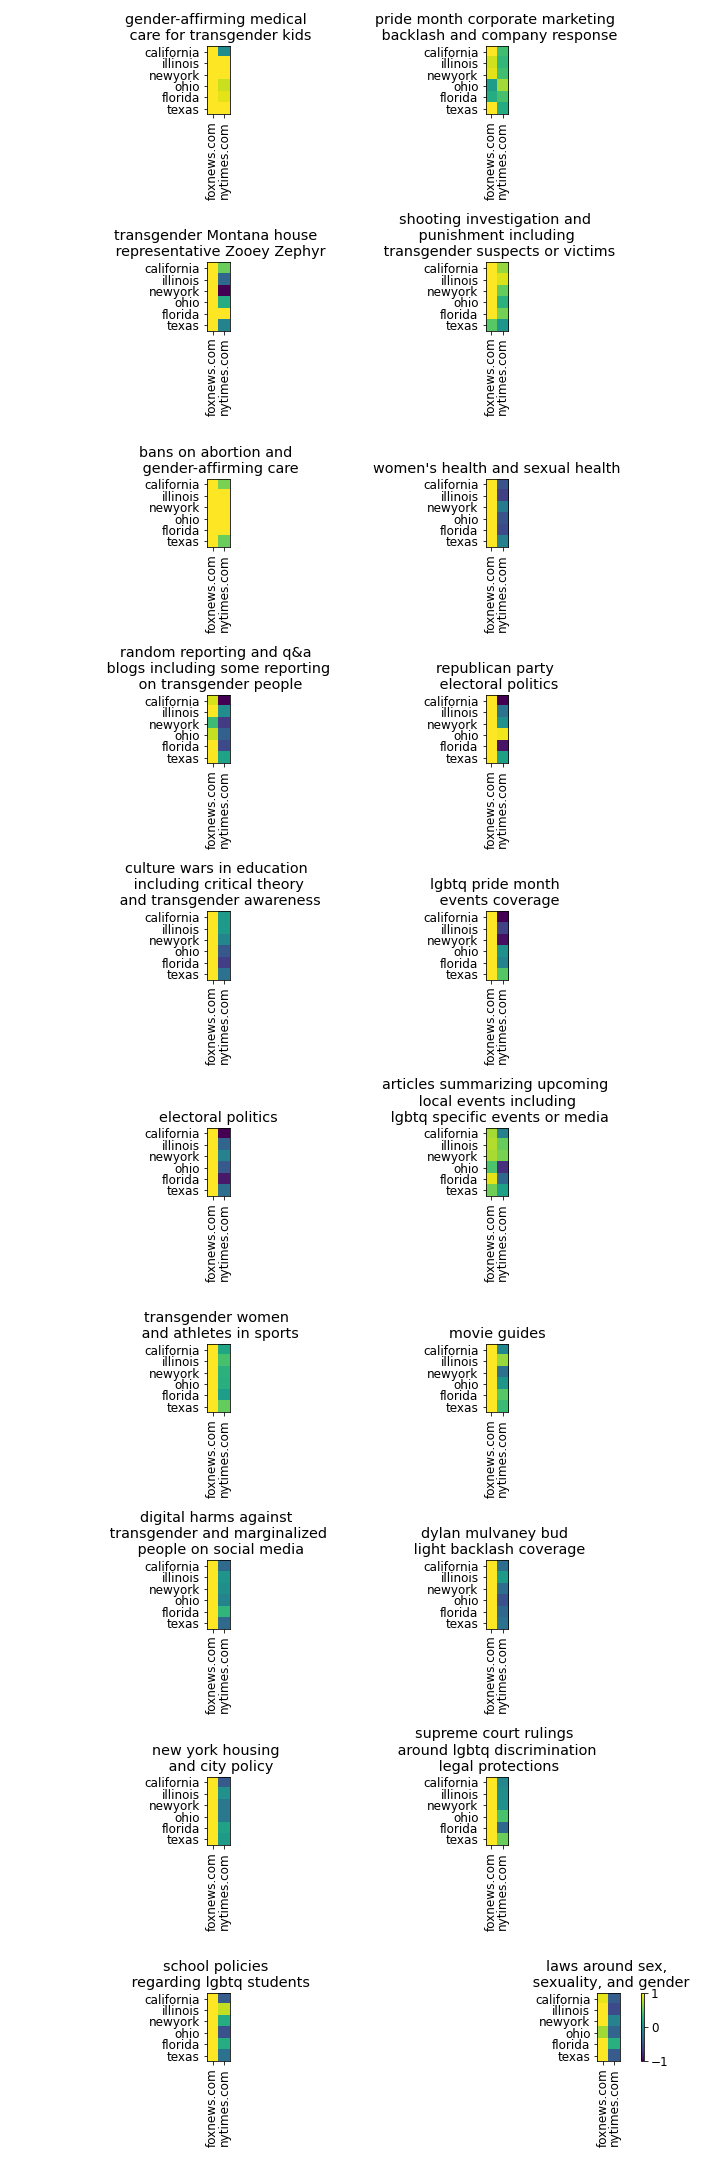 gender-affirming medical
care for transgender kids
california
illinois
newyork
ohio
florida
texas
foxnews.com
nytimes.com
pride month corporate marketing
backlash and company response
california
illinois
newyork
ohio
florida
texas
foxnews.com
nytimes.com
transgender Montana house
representative Zooey Zephyr
california
illinois
newyork
ohio
florida
texas
foxnews.com
nytimes.com
shooting investigation and
punishment including
transgender suspects or victims
california
illinois
newyork
ohio
florida
texas
foxnews.com
nytimes.com
bans on abortion and
gender-affirming care
california
illinois
newyork
ohio
florida
texas
foxnews.com
nytimes.com
women's health and sexual health
california
illinois
newyork
ohio
florida
texas
foxnews.com
nytimes.com
random reporting and q&a
blogs including some reporting
on transgender people
california
illinois
newyork
ohio
florida
texas
foxnews.com
nytimes.com
republican party
electoral politics
california
illinois
newyork
ohio
florida
texas
foxnews.com
nytimes.com
culture wars in education
including critical theory
and transgender awareness
california
illinois
newyork
ohio
florida
texas
foxnews.com
nytimes.com
lgbtq pride month
events coverage
california
illinois
newyork
ohio
florida
texas
foxnews.com
nytimes.com
electoral politics
california
illinois
newyork
ohio
florida
texas
foxnews.com
nytimes.com
articles summarizing upcoming
local events including
lgbtq specific events or media
california
illinois
newyork
ohio
florida
texas
foxnews.com
nytimes.com
transgender women
and athletes in sports
california
illinois
newyork
ohio
florida
texas
foxnews.com
nytimes.com
movie guides
california
illinois
newyork
ohio
florida
texas
foxnews.com
nytimes.com
digital harms against
transgender and marginalized
people on social media
california
illinois
newyork
ohio
florida
texas
foxnews.com
nytimes.com
dylan mulvaney bud
light backlash coverage
california
illinois
newyork
ohio
florida
texas
foxnews.com
nytimes.com
new york housing
and city policy
california
illinois
newyork
ohio
florida
texas
foxnews.com
nytimes.com
supreme court rulings
around lgbtq discrimination
legal protections
california
illinois
newyork
ohio
florida
texas
foxnews.com
nytimes.com
school policies
regarding lgbtq students
california
illinois
newyork
ohio
florida
texas
foxnews.com
nytimes.com
laws around sex,
sexuality, and gender
california
illinois
newyork
ohio
florida
texas
foxnews.com
nytimes.com
1
0
−1